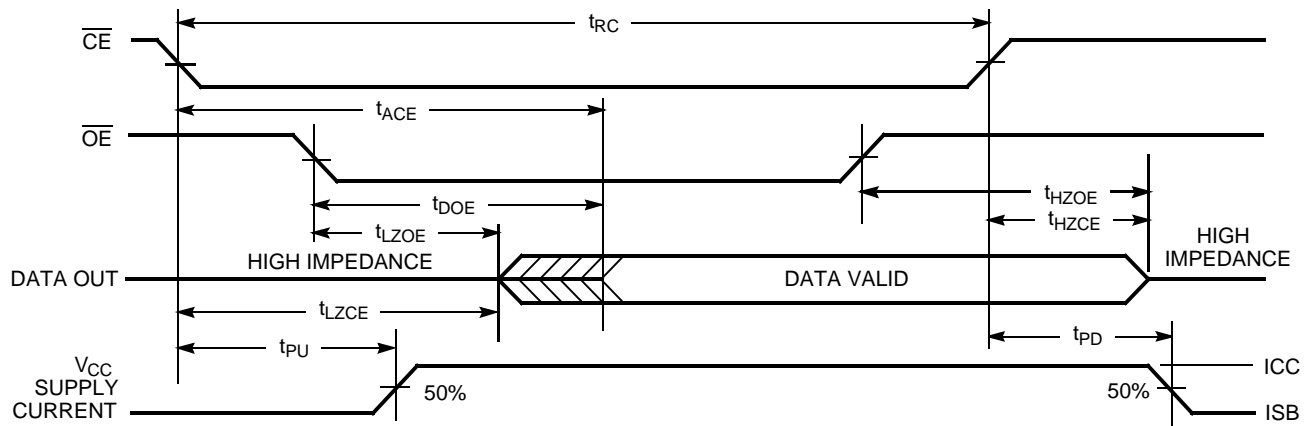 tRC
CE
tACE
OE
tDOE
tHZOE
tLZOE
tHZCE
HIGH IMPEDANCE
HIGH
IMPEDANCE
DATA OUT
DATA VALID
tLZCE
tPU
tPD
VCC
SUPPLY
CURRENT
50%
50%
ICC
ISB